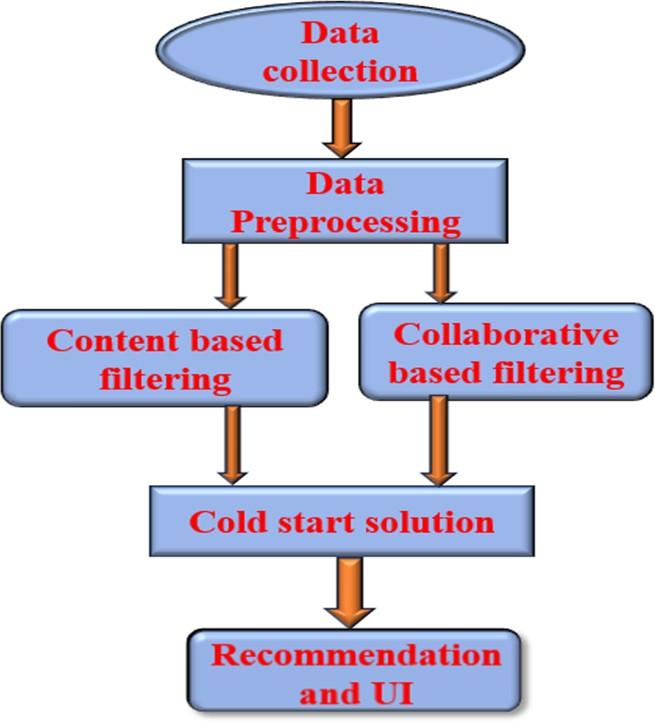 Data
collection
Data
Preprocessing
Content based
filtering
Collaborative
based filtering
Cold start solution
Recommendation
and UI